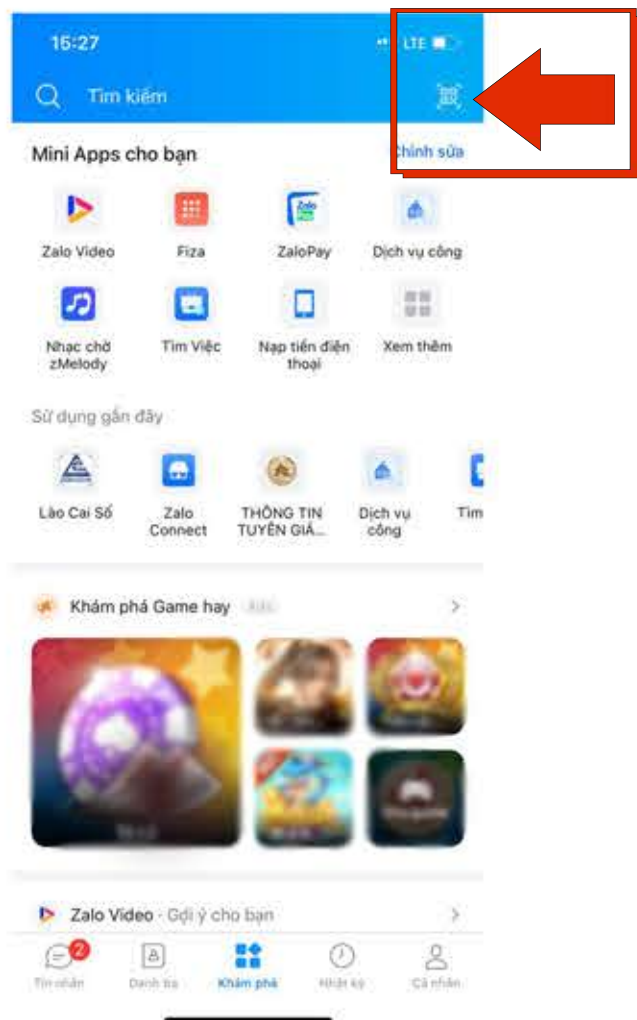 15:27
LTE
Tìm kiếm
Mini Apps cho bạn
Chỉnh sửa
Zalo Video
Fiza
ZaloPay
Dịch vụ công
Nhạc chờ
zMelody
Tìm Việc
Nạp tiền điện
thoại
Xem thêm
Sử dụng gần đây
Lào Cai Số
Zalo
Connect
THÔNG TIN
TUYÊN GIÁ...
Dịch vụ
công
Tìm
Khám phá Game hay
Zalo Video · Gợi ý cho bạn
2
Tin nhắn
Danh bạ
Khám phá
Nhật ký
Cá nhân